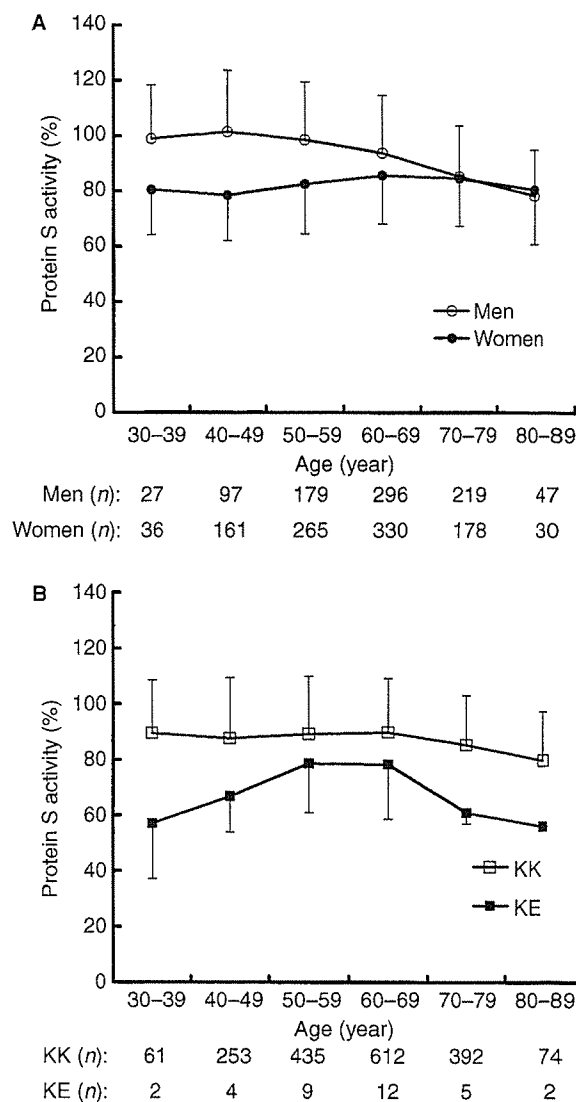 A
140
120
100
80
60
40
20
0
Protein S activity (%)
Men
Women
30–39 40–49 50–59 60–69 70–79 80–89
Age (year)
Men (n): 27 97 179 296 219 47
Women (n): 36 161 265 330 178 30
B
140
120
100
80
60
40
20
0
Protein S activity (%)
KK
KE
30–39 40–49 50–59 60–69 70–79 80–89
Age (year)
KK (n): 61 253 435 612 392 74
KE (n): 2 4 9 12 5 2